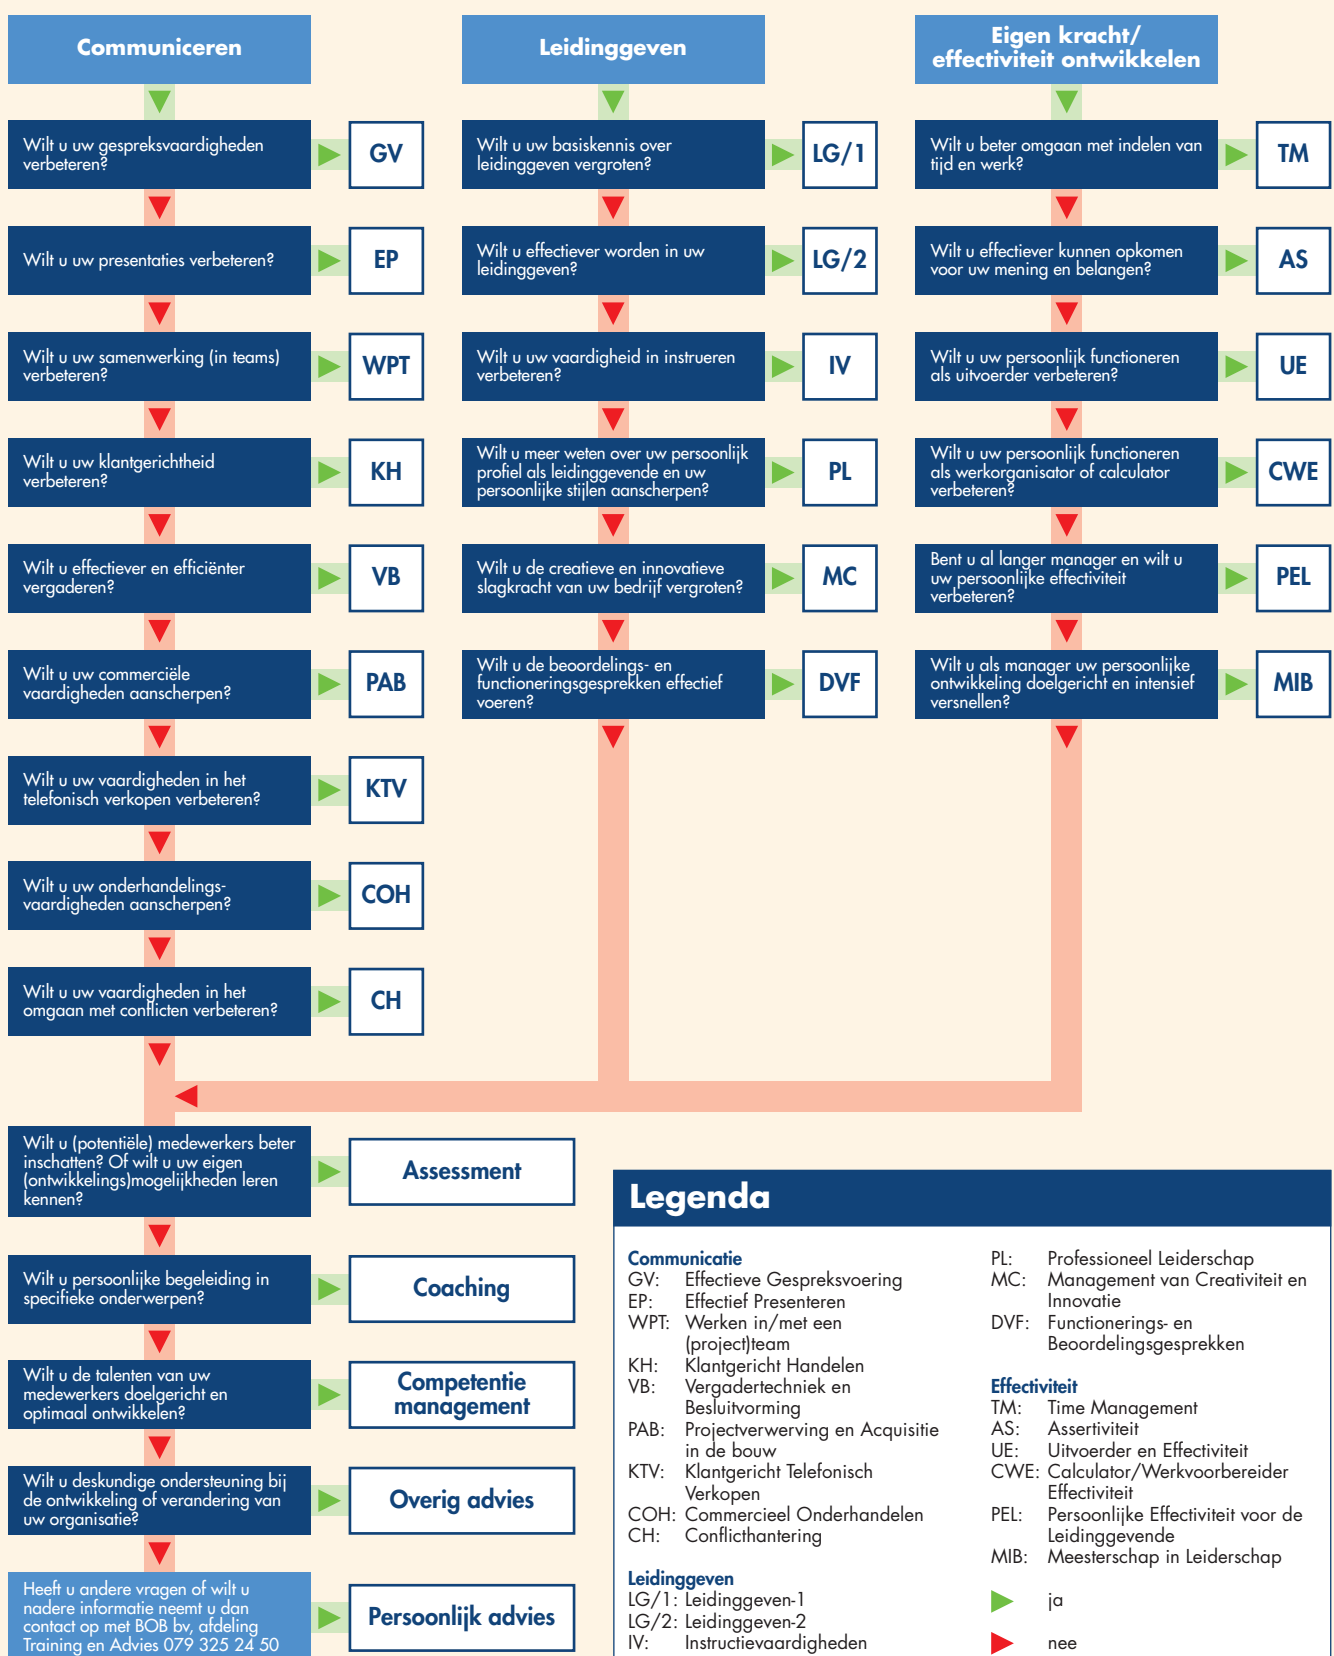 Communiceren
Wilt u uw gespreksvaardigheden
verbeteren?
GV
Wilt u uw presentaties verbeteren?
EP
Wilt u uw samenwerking (in teams)
verbeteren?
WPT
Wilt u uw klantgerichtheid
verbeteren?
KH
Wilt u effectiever en efficiënter
vergaderen?
VB
Wilt u uw commerciële
vaardigheden aanscherpen?
PAB
Wilt u uw vaardigheden in het
telefonisch verkopen verbeteren?
KTV
Wilt u uw onderhandelings-
vaardigheden aanscherpen?
COH
Wilt u uw vaardigheden in het
omgaan met conflicten verbeteren?
CH
Leidinggeven
Wilt u uw basiskennis over
leidinggeven vergroten?
LG/1
Wilt u effectiever worden in uw
leidinggeven?
LG/2
Wilt u uw vaardigheid in instrueren
verbeteren?
IV
Wilt u meer weten over uw persoonlijk
profiel als leidinggevende en uw
persoonlijke stijlen aanscherpen?
PL
Wilt u de creatieve en innovatieve
slagkracht van uw bedrijf vergroten?
MC
Wilt u de beoordelings- en
functioneringsgesprekken effectief
voeren?
DVF
Eigen kracht/
effectiviteit ontwikkelen
Wilt u beter omgaan met indelen van
tijd en werk?
TM
Wilt u effectiever kunnen opkomen
voor uw mening en belangen?
AS
Wilt u uw persoonlijk functioneren
als uitvoerder verbeteren?
UE
Wilt u uw persoonlijk functioneren
als werkorganisator of calculator
verbeteren?
CWE
Bent u al langer manager en wilt u
uw persoonlijke effectiviteit
verbeteren?
PEL
Wilt u als manager uw persoonlijke
ontwikkeling doelgericht en intensief
versnellen?
MIB
Wilt u (potentiële) medewerkers beter
inschatten? Of wilt u uw eigen
(ontwikkelings)mogelijkheden leren
kennen?
Assessment
Wilt u persoonlijke begeleiding in
specifieke onderwerpen?
Coaching
Wilt u de talenten van uw
medewerkers doelgericht en
optimaal ontwikkelen?
Competentie
management
Wilt u deskundige ondersteuning bij
de ontwikkeling of verandering van
uw organisatie?
Overig advies
Heeft u andere vragen of wilt u
nadere informatie neemt u dan
contact op met BOB bv, afdeling
Training en Advies 079 325 24 50
Persoonlijk advies
Legenda
Communicatie
GV: Effectieve Gespreksvoering
EP: Effectief Presenteren
WPT: Werken in/met een
(project)team
KH: Klantgericht Handelen
VB: Vergadertechniek en
Besluitvorming
PAB: Projectverwerving en Acquisitie
in de bouw
KTV: Klantgericht Telefonisch
Verkopen
COH: Commercieel Onderhandelen
CH: Conflicthantering
Leidinggeven
LG/1: Leidinggeven-1
LG/2: Leidinggeven-2
IV: Instructievaardigheden
PL: Professioneel Leiderschap
MC: Management van Creativiteit en
Innovatie
DVF: Functionerings- en
Beoordelingsgesprekken
Effectiviteit
TM: Time Management
AS: Assertiviteit
UE: Uitvoerder en Effectiviteit
CWE: Calculator/Werkvoorbereider
Effectiviteit
PEL: Persoonlijke Effectiviteit voor de
Leidinggevende
MIB: Meesterschap in Leiderschap
ja
nee